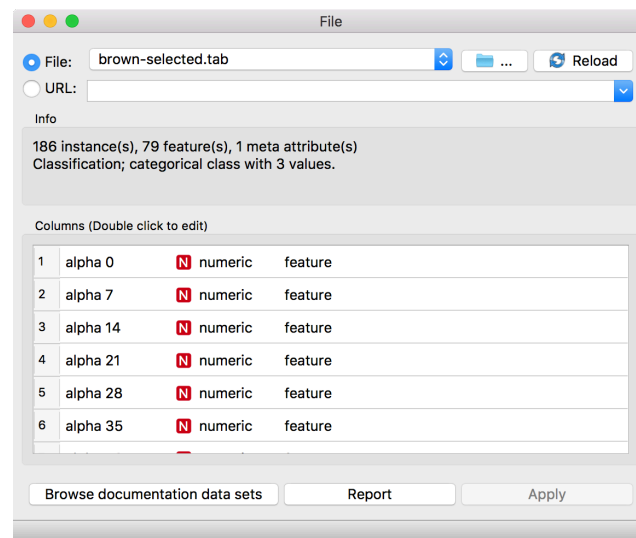 File
File: brown-selected.tab ... Reload
URL:
Info
186 instance(s), 79 feature(s), 1 meta attribute(s)
Classification; categorical class with 3 values.
Columns (Double click to edit)
1 alpha 0 N numeric feature
2 alpha 7 N numeric feature
3 alpha 14 N numeric feature
4 alpha 21 N numeric feature
5 alpha 28 N numeric feature
6 alpha 35 N numeric feature
Browse documentation data sets Report Apply